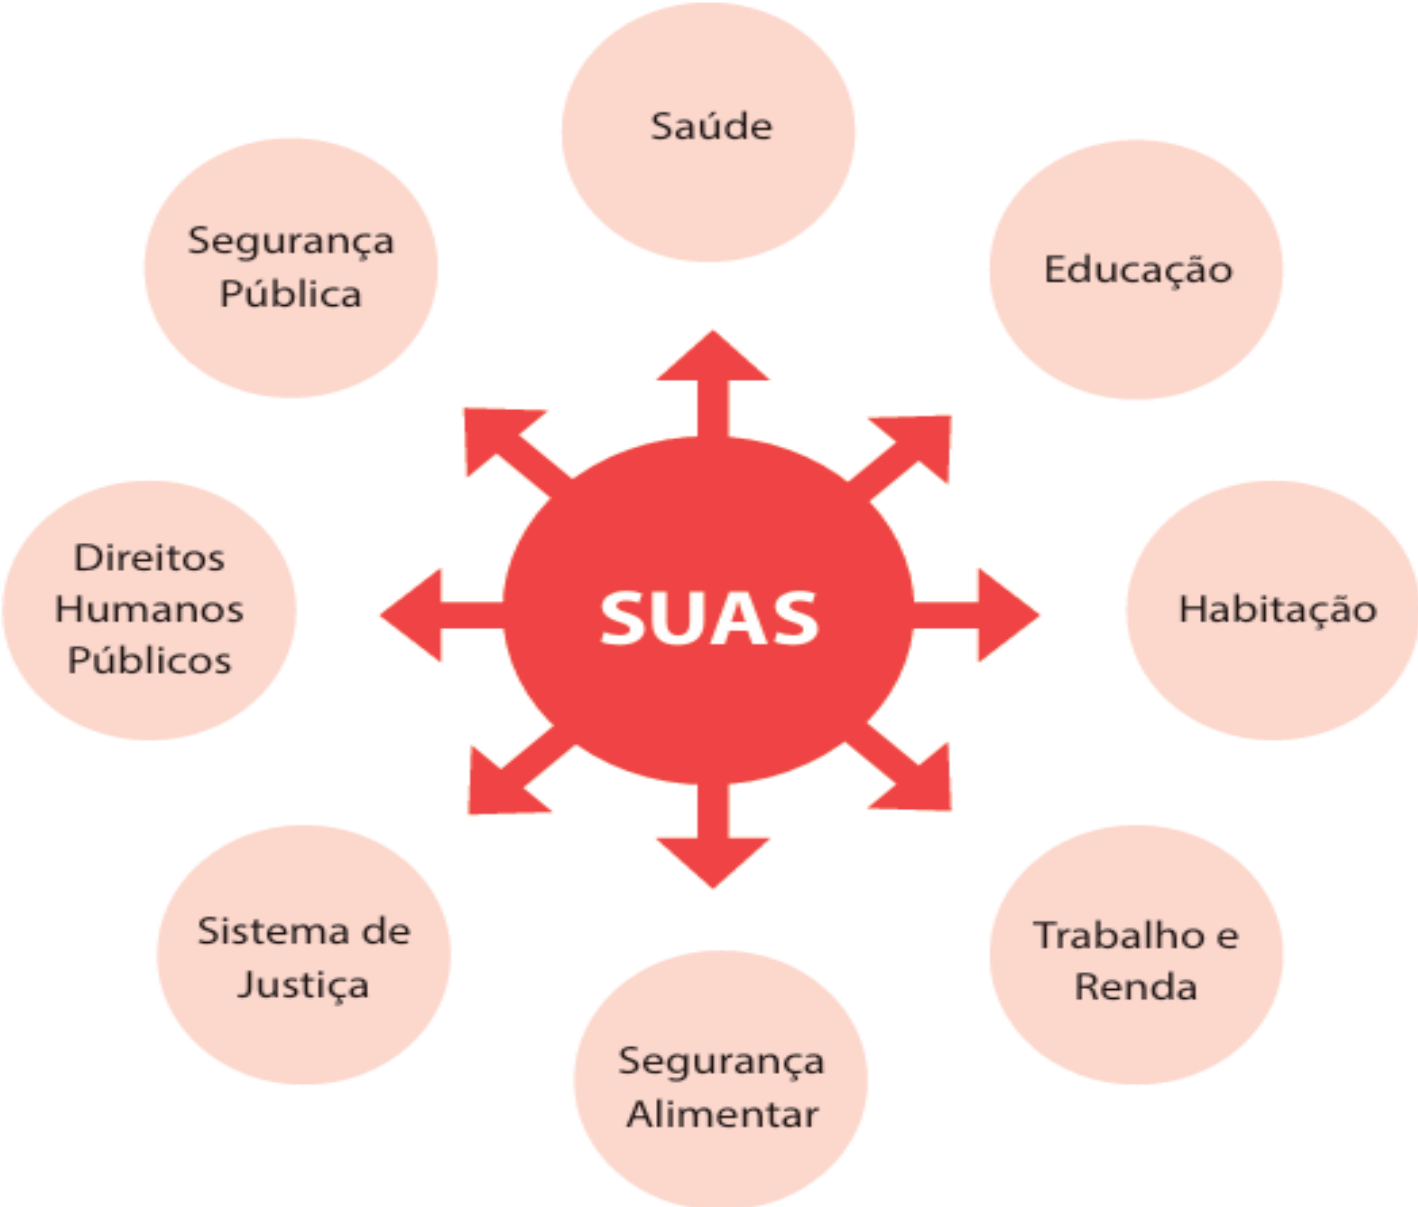 Saúde
Segurança
Pública
Educação
Direitos
Humanos
Públicos
SUAS
Habitação
Sistema de
Justiça
Trabalho e
Renda
Segurança
Alimentar